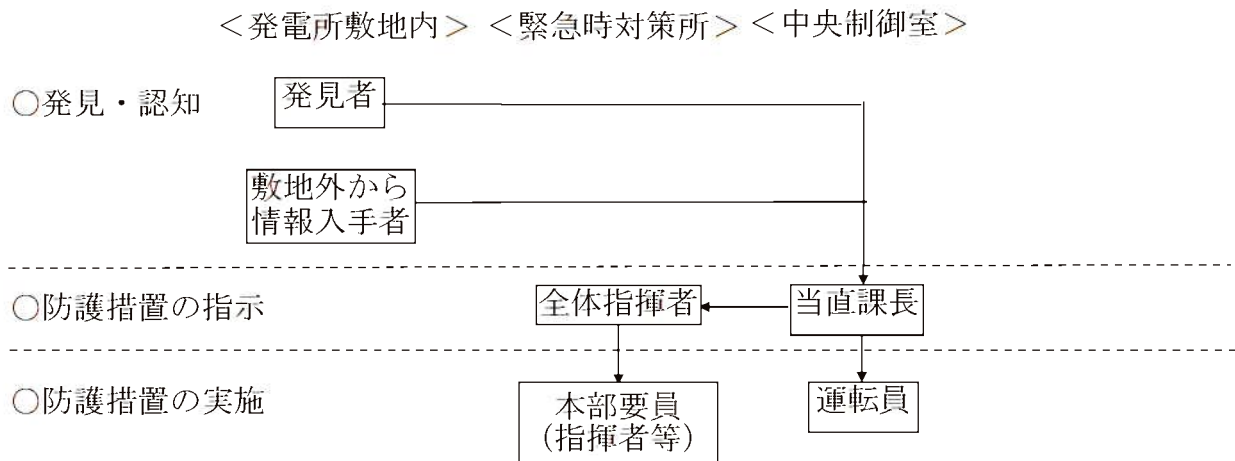 ＜発電所敷地内＞ ＜緊急時対策所＞ ＜中央制御室＞
○発見・認知
発見者
敷地外から
情報入手者
○防護措置の指示
全体指揮者
当直課長
○防護措置の実施
本部要員
（指揮者等）
運転員